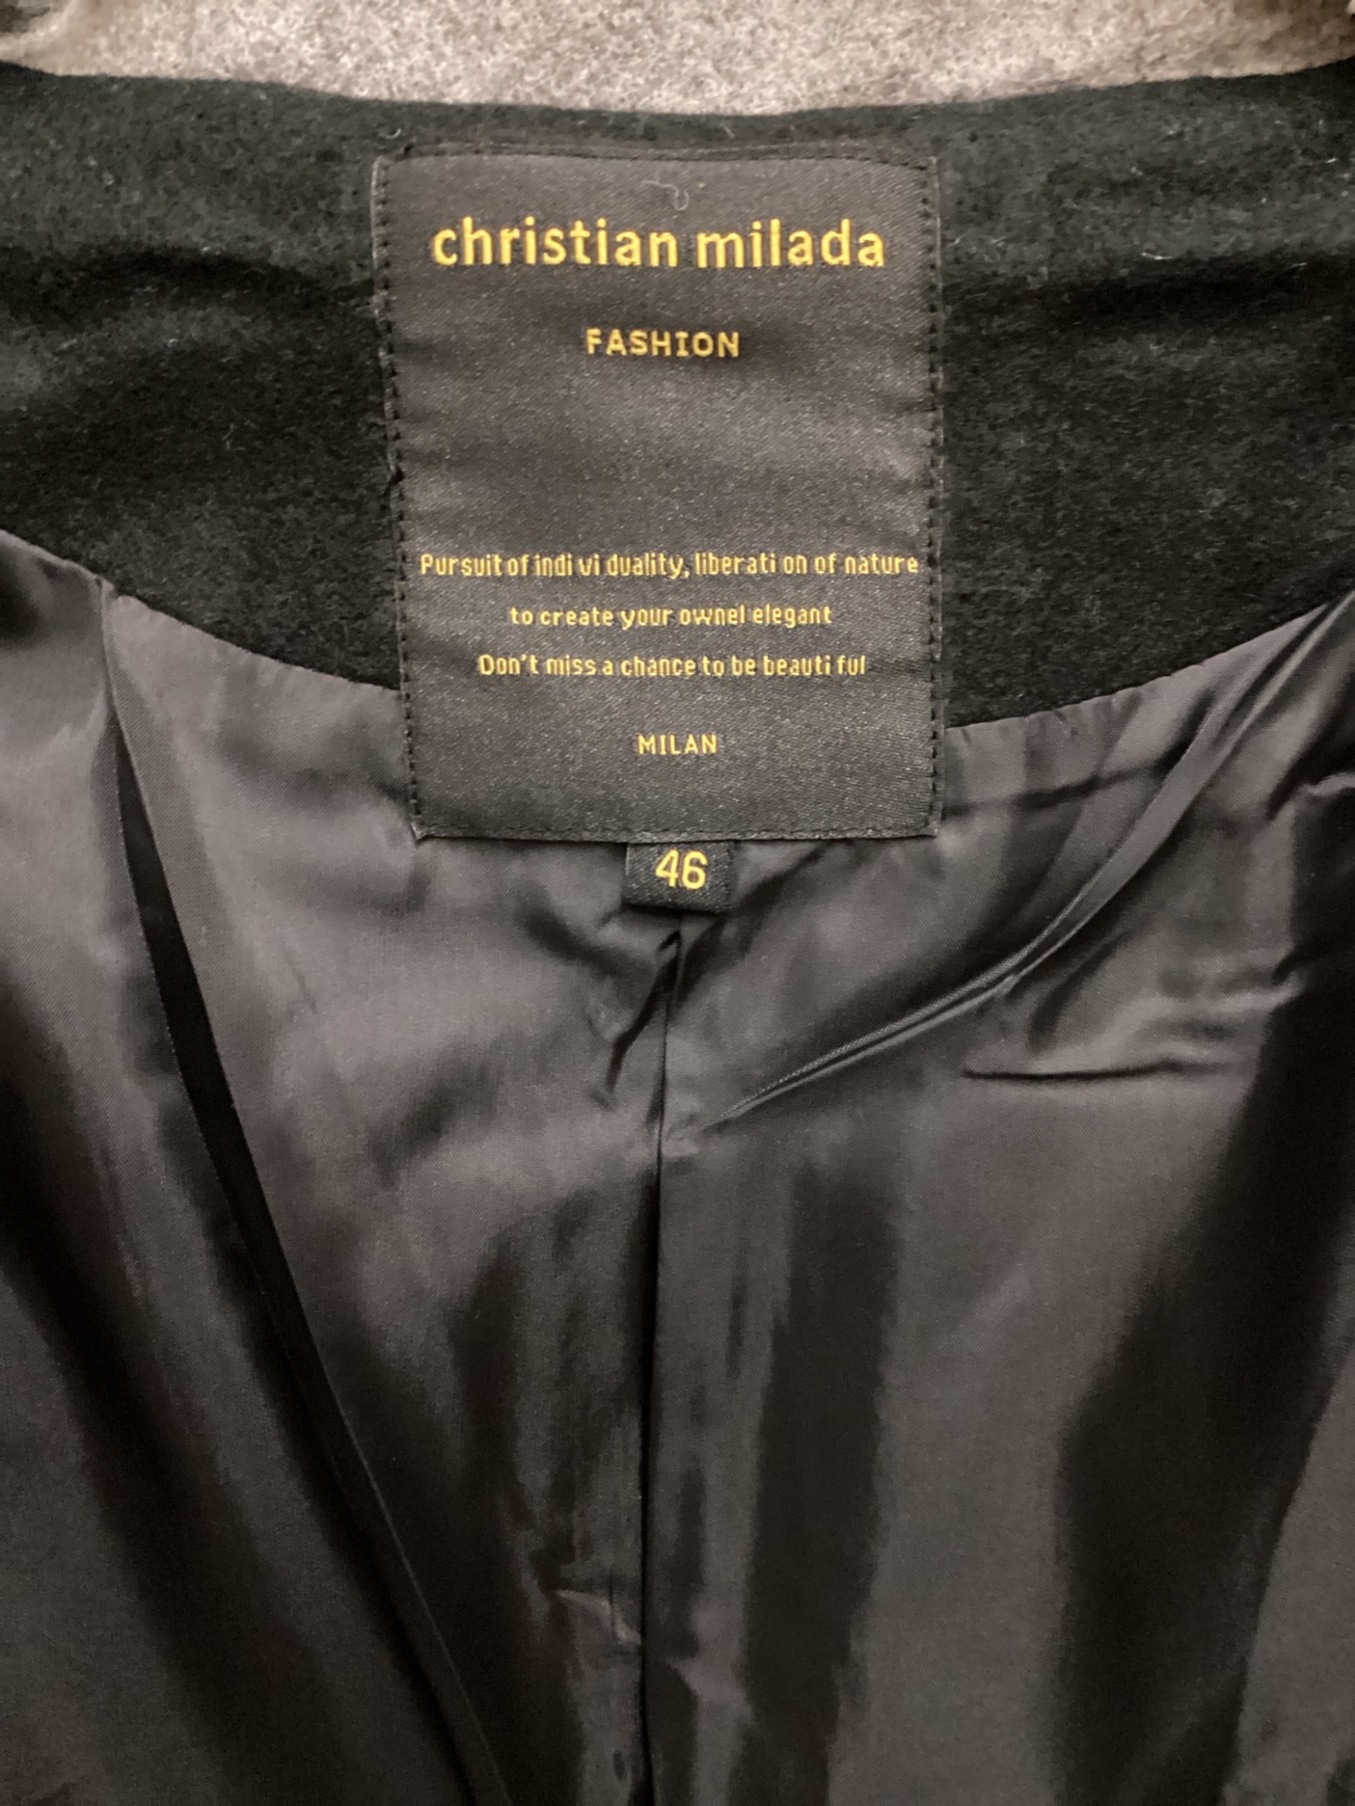 christian milada
FASHION
Pursuit of indi vi duality, liberati on of nature
to create your ownel elegant
Don't miss a chance to be beauti ful
MILAN
46